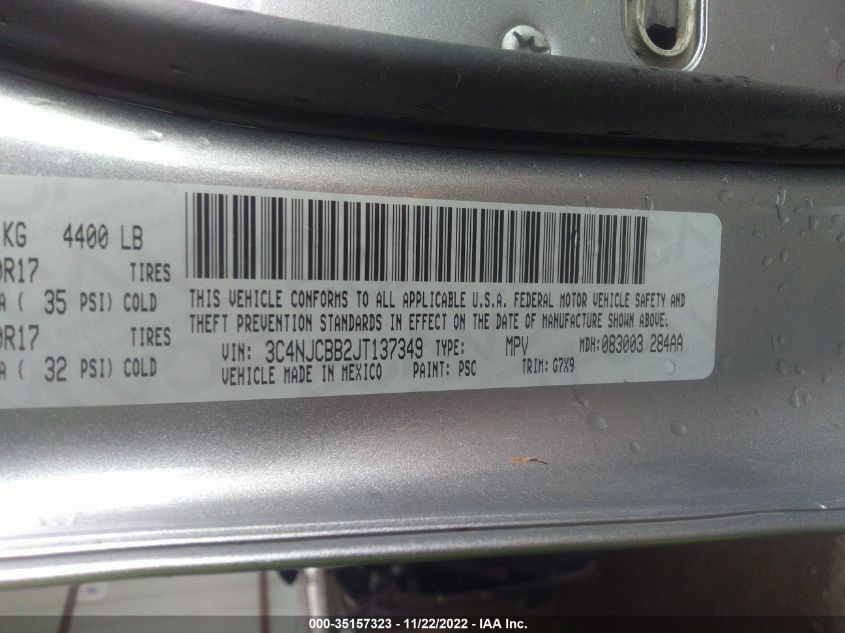 KG 4400 LB
0R17 TIRES
A ( 35 PSI) COLD
0R17 TIRES
A ( 32 PSI) COLD
THIS VEHICLE CONFORMS TO ALL APPLICABLE U.S.A. FEDERAL MOTOR VEHICLE SAFETY AND
THEFT PREVENTION STANDARDS IN EFFECT ON THE DATE OF MANUFACTURE SHOWN ABOVE.
VIN: 3C4NJCBB2JT137349 TYPE: MPV MDH: 083003 284AA
VEHICLE MADE IN MEXICO PAINT: PSC TRIM: G7X9
000-35157323 - 11/22/2022 - IAA Inc.